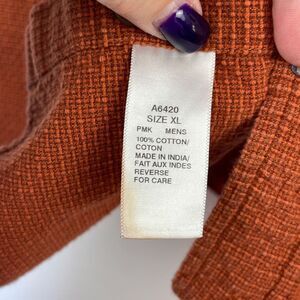 A6420
SIZE XL
PMK MENS
100% COTTON/
COTON
MADE IN INDIA/
FAIT AUX INDES
REVERSE
FOR CARE